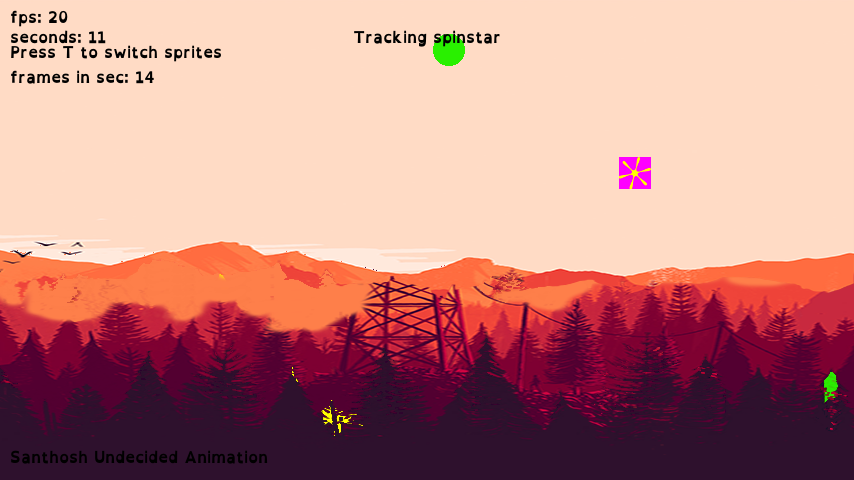 fps: 20
seconds: 11
Press T to switch sprites
frames in sec: 14
Tracking spinstar
Santhosh Undecided Animation